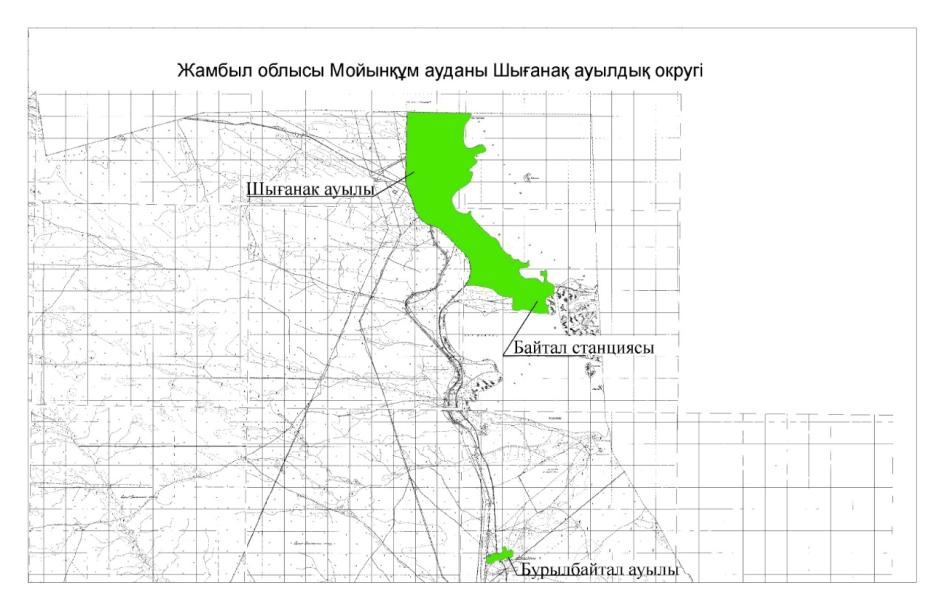 Жамбыл облысы Мойынқұм ауданы Шығанақ ауылдық округі
Шығанак ауылы
Байтал станциясы
Бурылбайтал ауылы